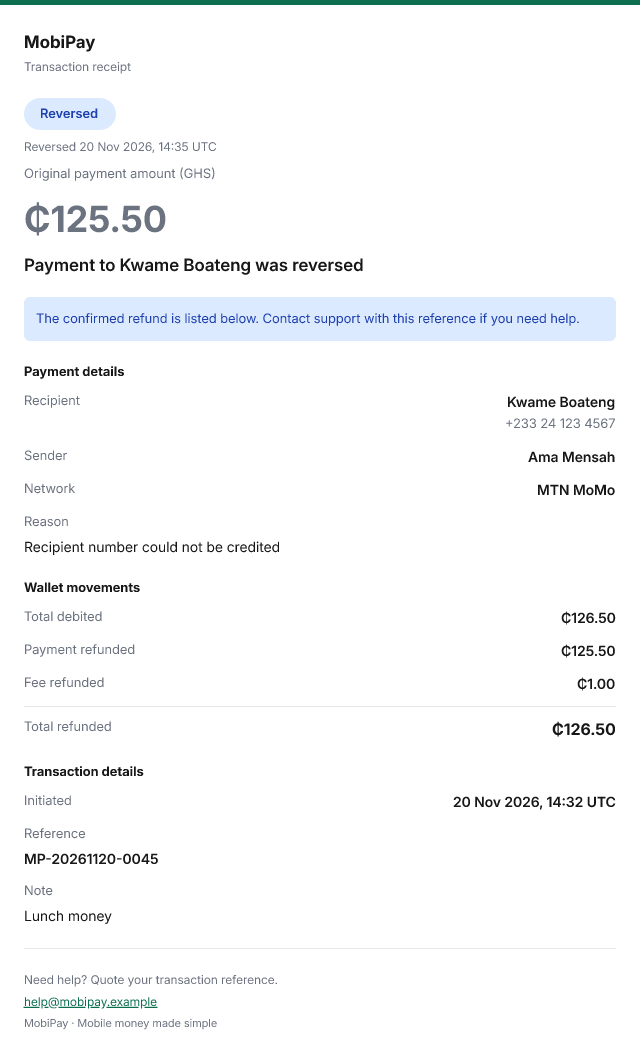 MobiPay
Transaction receipt
Reversed
Reversed 20 Nov 2026, 14:35 UTC
Original payment amount (GHS)
₵125.50
Payment to Kwame Boateng was reversed
The confirmed refund is listed below. Contact support with this reference if you need help.
Payment details
Recipient Kwame Boateng
+233 24 123 4567
Sender Ama Mensah
Network MTN MoMo
Reason
Recipient number could not be credited
Wallet movements
Total debited ₵126.50
Payment refunded ₵125.50
Fee refunded ₵1.00
Total refunded ₵126.50
Transaction details
Initiated 20 Nov 2026, 14:32 UTC
Reference
MP-20261120-0045
Note
Lunch money
Need help? Quote your transaction reference.
help@mobipay.example
MobiPay · Mobile money made simple